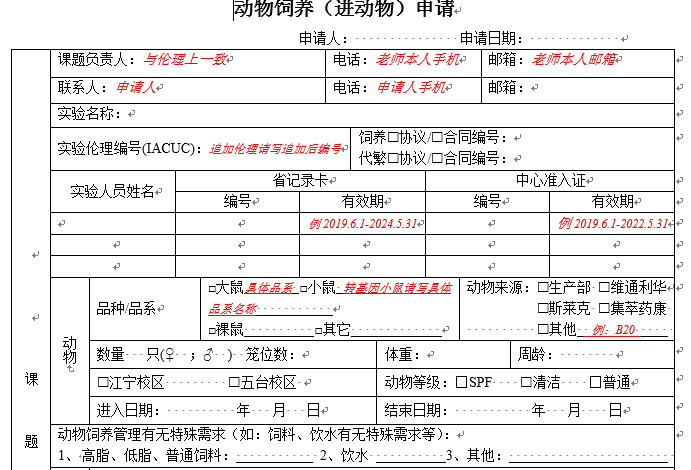 动物饲养（进动物）申请
申请人： 申请日期：
课题负责人：与伦理上一致 电话：老师本人手机 邮箱：老师本人邮箱
联系人：申请人 电话：申请人手机 邮箱：
实验名称：
实验伦理编号(IACUC)：追加伦理请写追加后编号 饲养□协议/□合同编号：
代繁□协议/□合同编号：
实验人员姓名 省记录卡 中心准入证
编号 有效期 编号 有效期
例 2019.6.1-2024.5.31 例 2019.6.1-2022.5.31
动物 品种/品系 □大鼠具体品系 □小鼠 转基因小鼠请写具体品系名称
□裸鼠 □其它
动物来源：□生产部 □维通利华
□斯莱克 □集萃药康
□其他 例：B20
数量 只(♀ ；♂ ) 笼位数： 体重： 周龄：
□江宁校区 □五台校区 动物等级：□SPF □清洁 □普通
进入日期： 年 月 日 结束日期： 年 月 日
课题
动物饲养管理有无特殊需求（如：饲料、饮水有无特殊需求等）：
1、高脂、低脂、普通饲料： 2、饮水 3、其他：